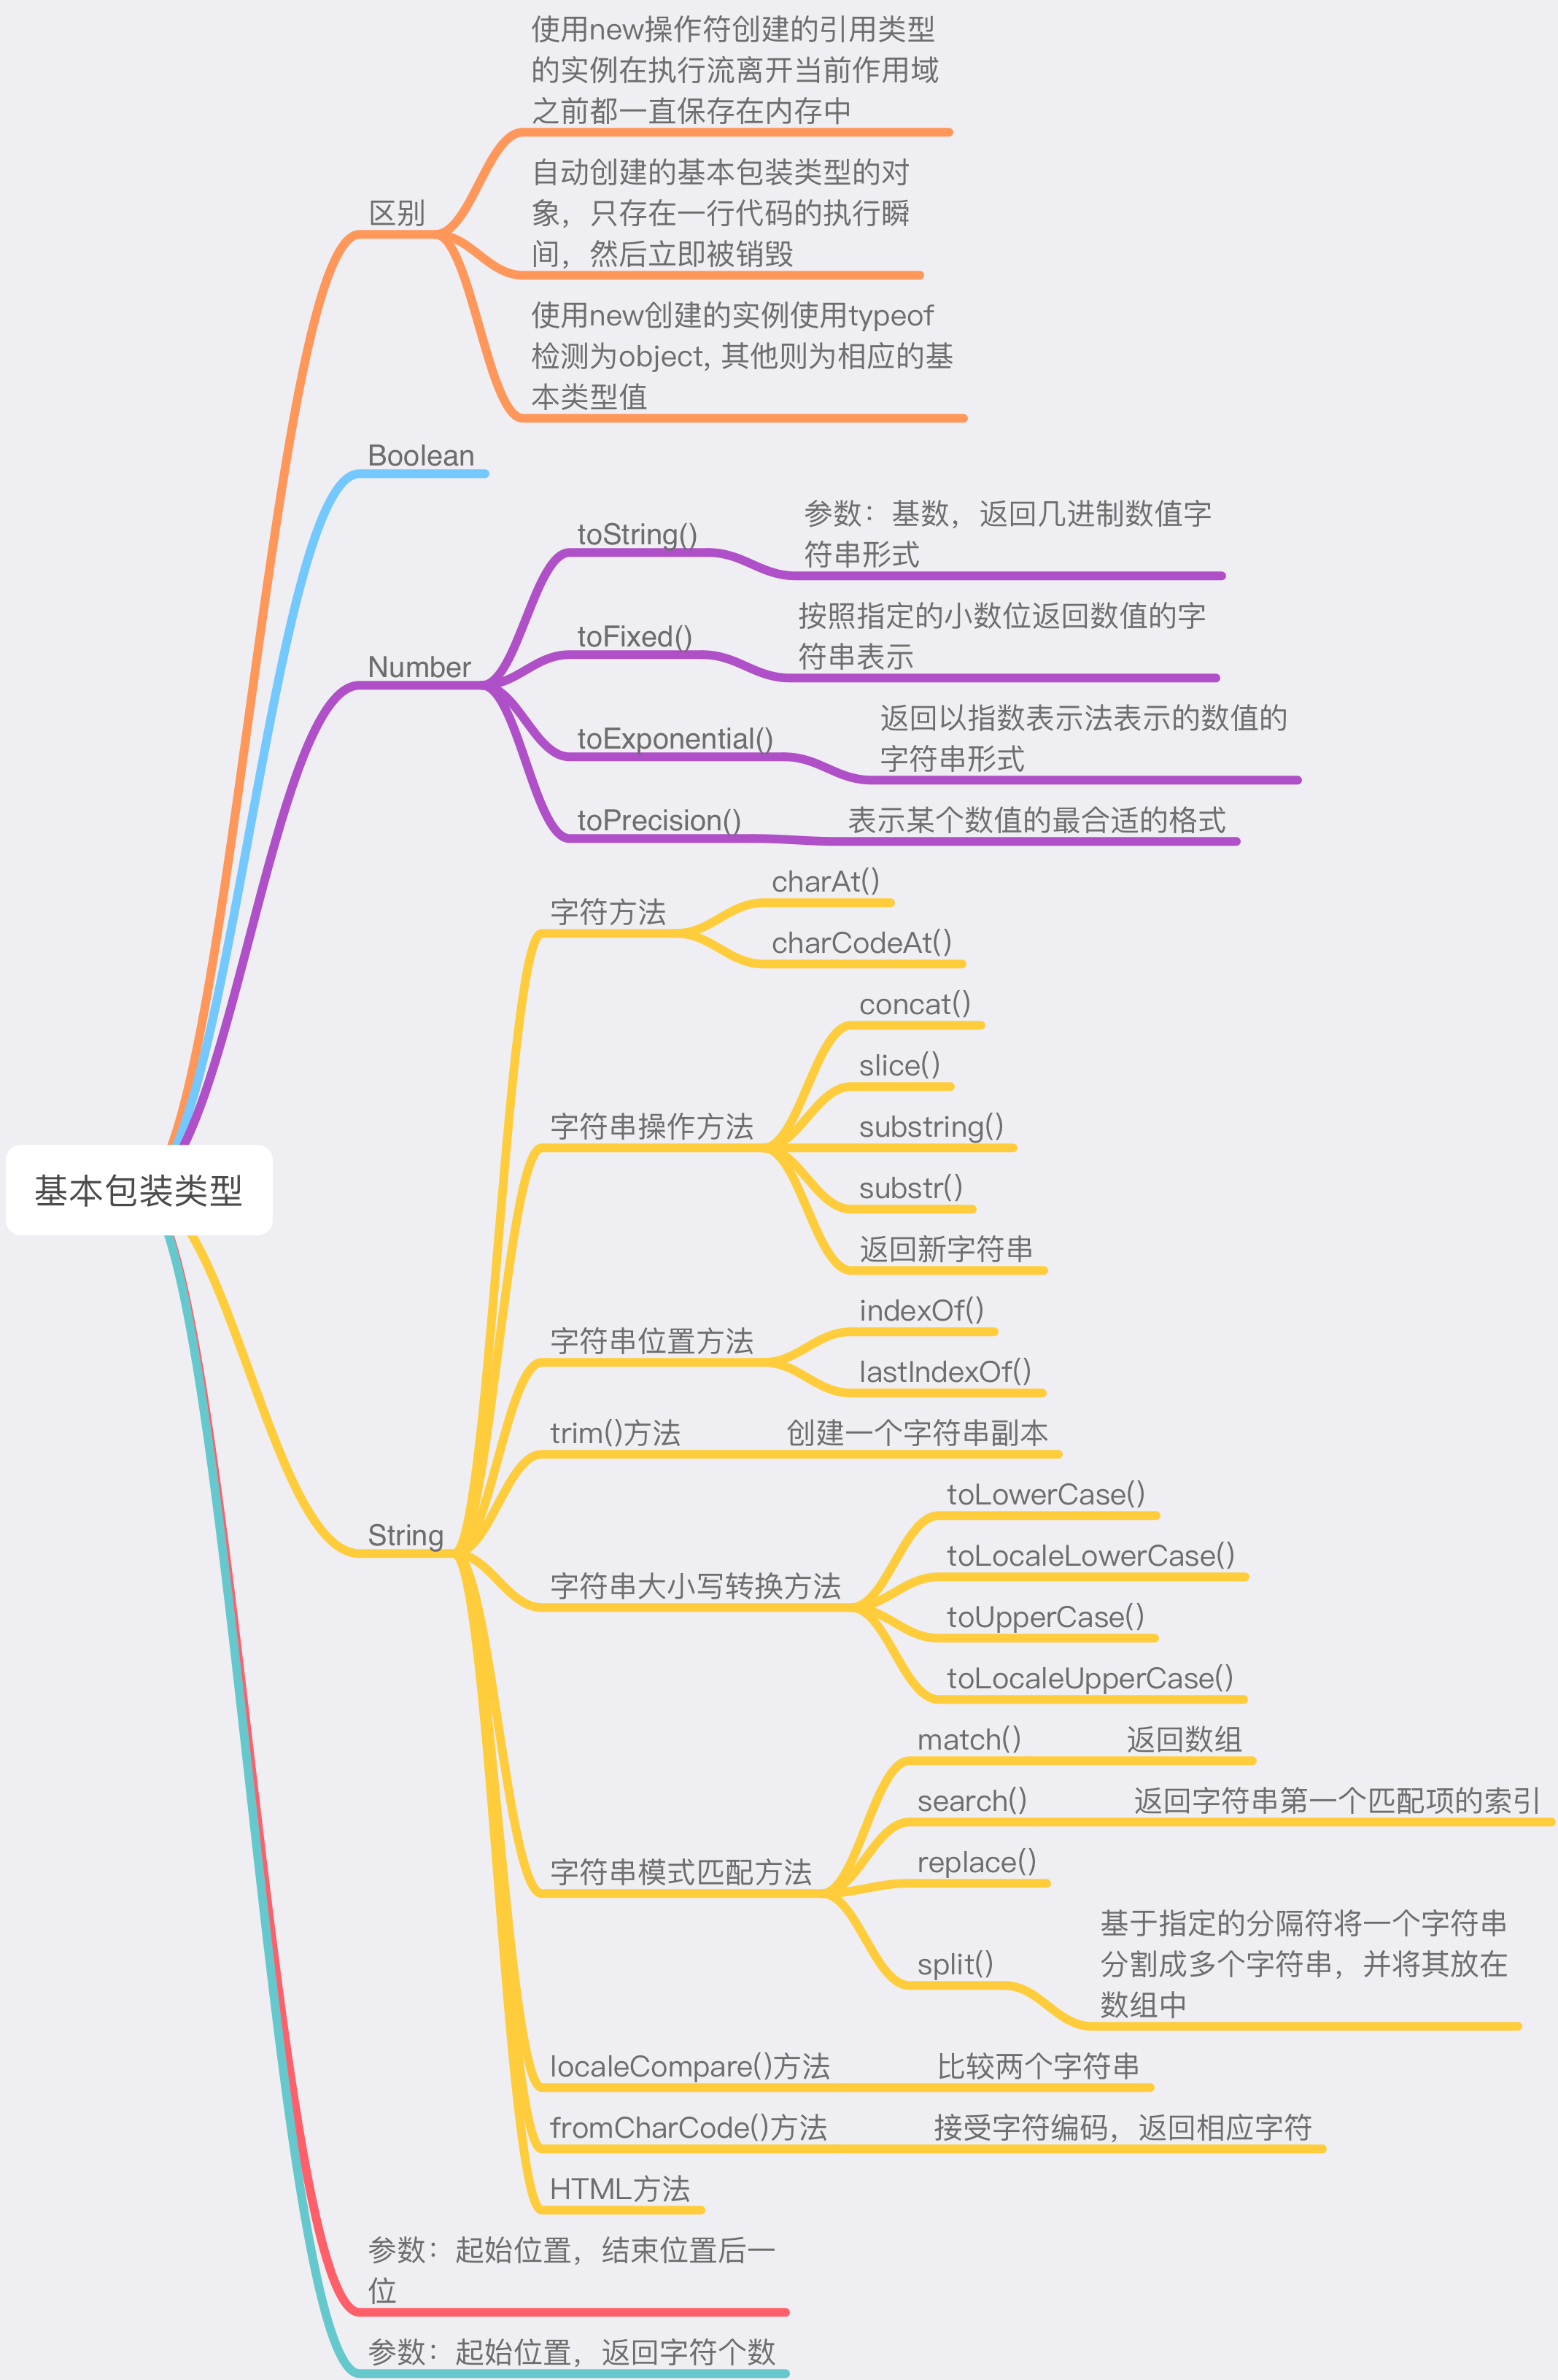 使用new操作符创建的引用类型
的实例在执行流离开当前作用域
之前都一直保存在内存中
自动创建的基本包装类型的对
象，只存在一行代码的执行瞬
间，然后立即被销毁
区别
使用new创建的实例使用typeof
检测为object, 其他则为相应的基
本类型值
Boolean
参数：基数，返回几进制数值字
符串形式
toString()
按照指定的小数位返回数值的字
符串表示
toFixed()
Number
返回以指数表示法表示的数值的
字符串形式
toExponential()
toPrecision()
表示某个数值的最合适的格式
字符方法
charAt()
charCodeAt()
字符串操作方法
concat()
slice()
substring()
substr()
返回新字符串
基本包装类型
字符串位置方法
indexOf()
lastIndexOf()
trim()方法
创建一个字符串副本
String
字符串大小写转换方法
toLowerCase()
toLocaleLowerCase()
toUpperCase()
toLocaleUpperCase()
字符串模式匹配方法
match()
返回数组
search()
返回字符串第一个匹配项的索引
replace()
split()
基于指定的分隔符将一个字符串
分割成多个字符串，并将其放在
数组中
localeCompare()方法
比较两个字符串
fromCharCode()方法
接受字符编码，返回相应字符
HTML方法
参数：起始位置，结束位置后一
位
参数：起始位置，返回字符个数